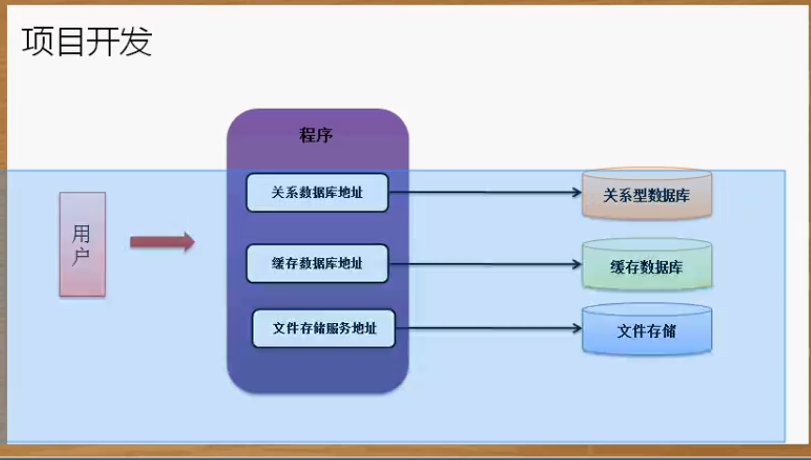 项目开发
程序
用户
关系数据库地址
关系型数据库
缓存数据库地址
缓存数据库
文件存储服务地址
文件存储